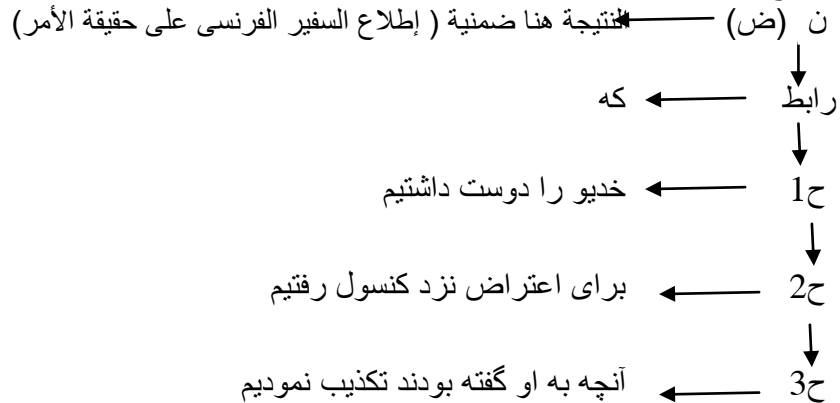 ن (ض) النتيجة هنا ضمنية ( إطلاع السفير الفرنسى على حقيقة الأمر)
رابط که
ح1 خديو را دوست داشتيم
ح2 براى اعتراض نزد كنسول رفتيم
ح3 آنچه به او گفته بودند تكذيب نموديم